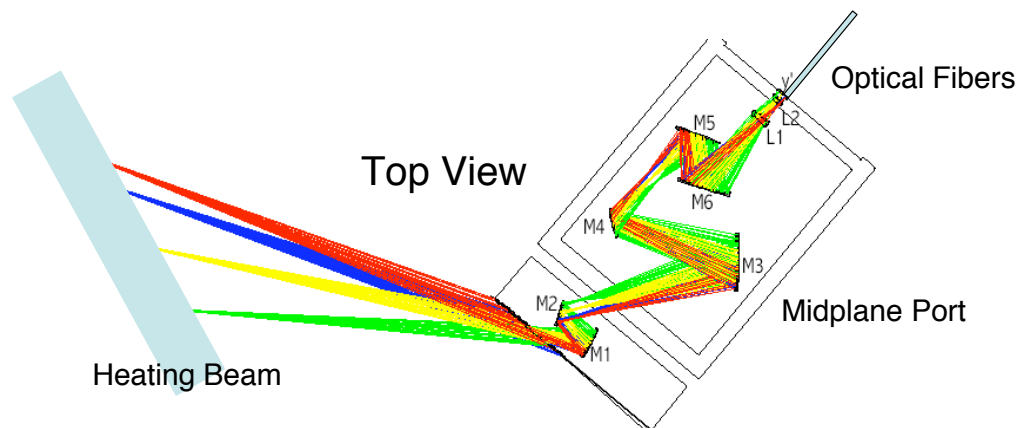 Optical Fibers
y'
L2
L1
M5
Top View
M6
M4
M3
M2
Midplane Port
M1
Heating Beam